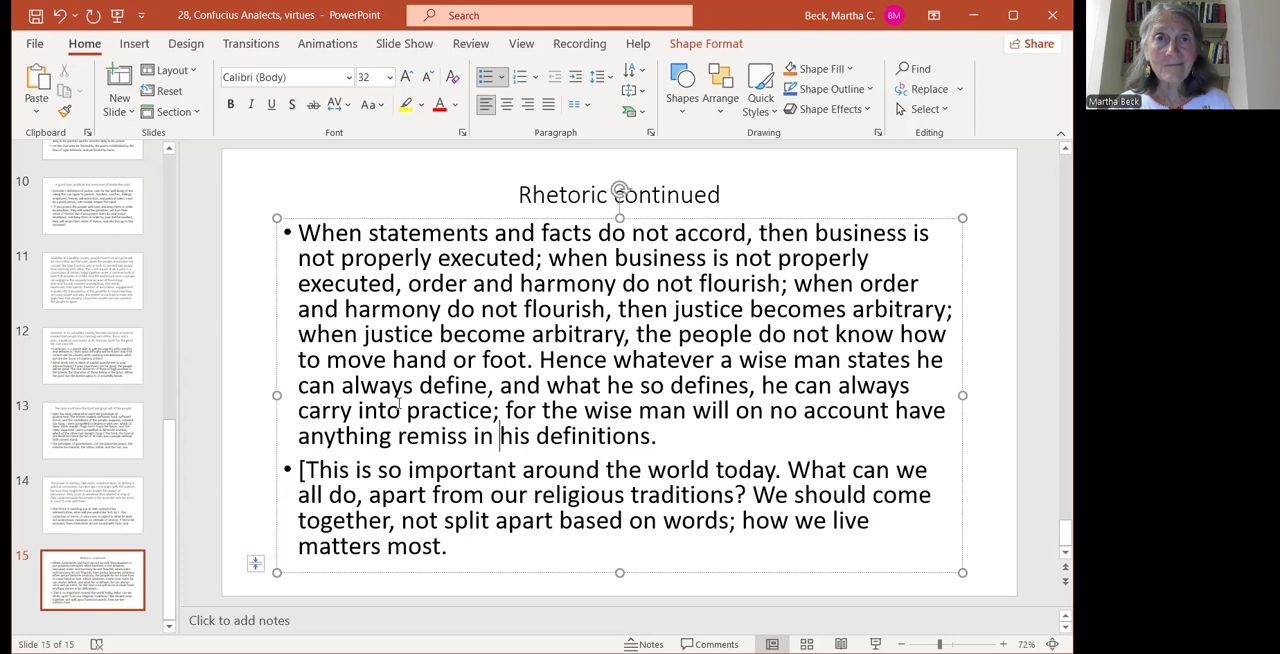 28, Confucius Analects, virtues - PowerPoint
Search
Beck, Martha C.
BM
File
Home
Insert
Design
Transitions
Animations
Slide Show
Review
View
Recording
Help
Shape Format
Share
Paste
Clipboard
New
Slide
Layout
Reset
Section
Slides
Calibri (Body)
32
Font
Paragraph
Shapes
Arrange
Quick
Styles
Shape Fill
Shape Outline
Shape Effects
Drawing
Find
Replace
Select
Editing
Martha Beck
10
11
12
13
14
15
Rhetoric continued
• When statements and facts do not accord, then business is
not properly executed; when business is not properly
executed, order and harmony do not flourish; when order
and harmony do not flourish, then justice becomes arbitrary;
when justice become arbitrary, the people do not know how
to move hand or foot. Hence whatever a wise man states he
can always define, and what he so defines, he can always
carry into practice; for the wise man will on no account have
anything remiss in his definitions.
• [This is so important around the world today. What can we
all do, apart from our religious traditions? We should come
together, not split apart based on words; how we live
matters most.
Click to add notes
Slide 15 of 15
Notes
Comments
72%